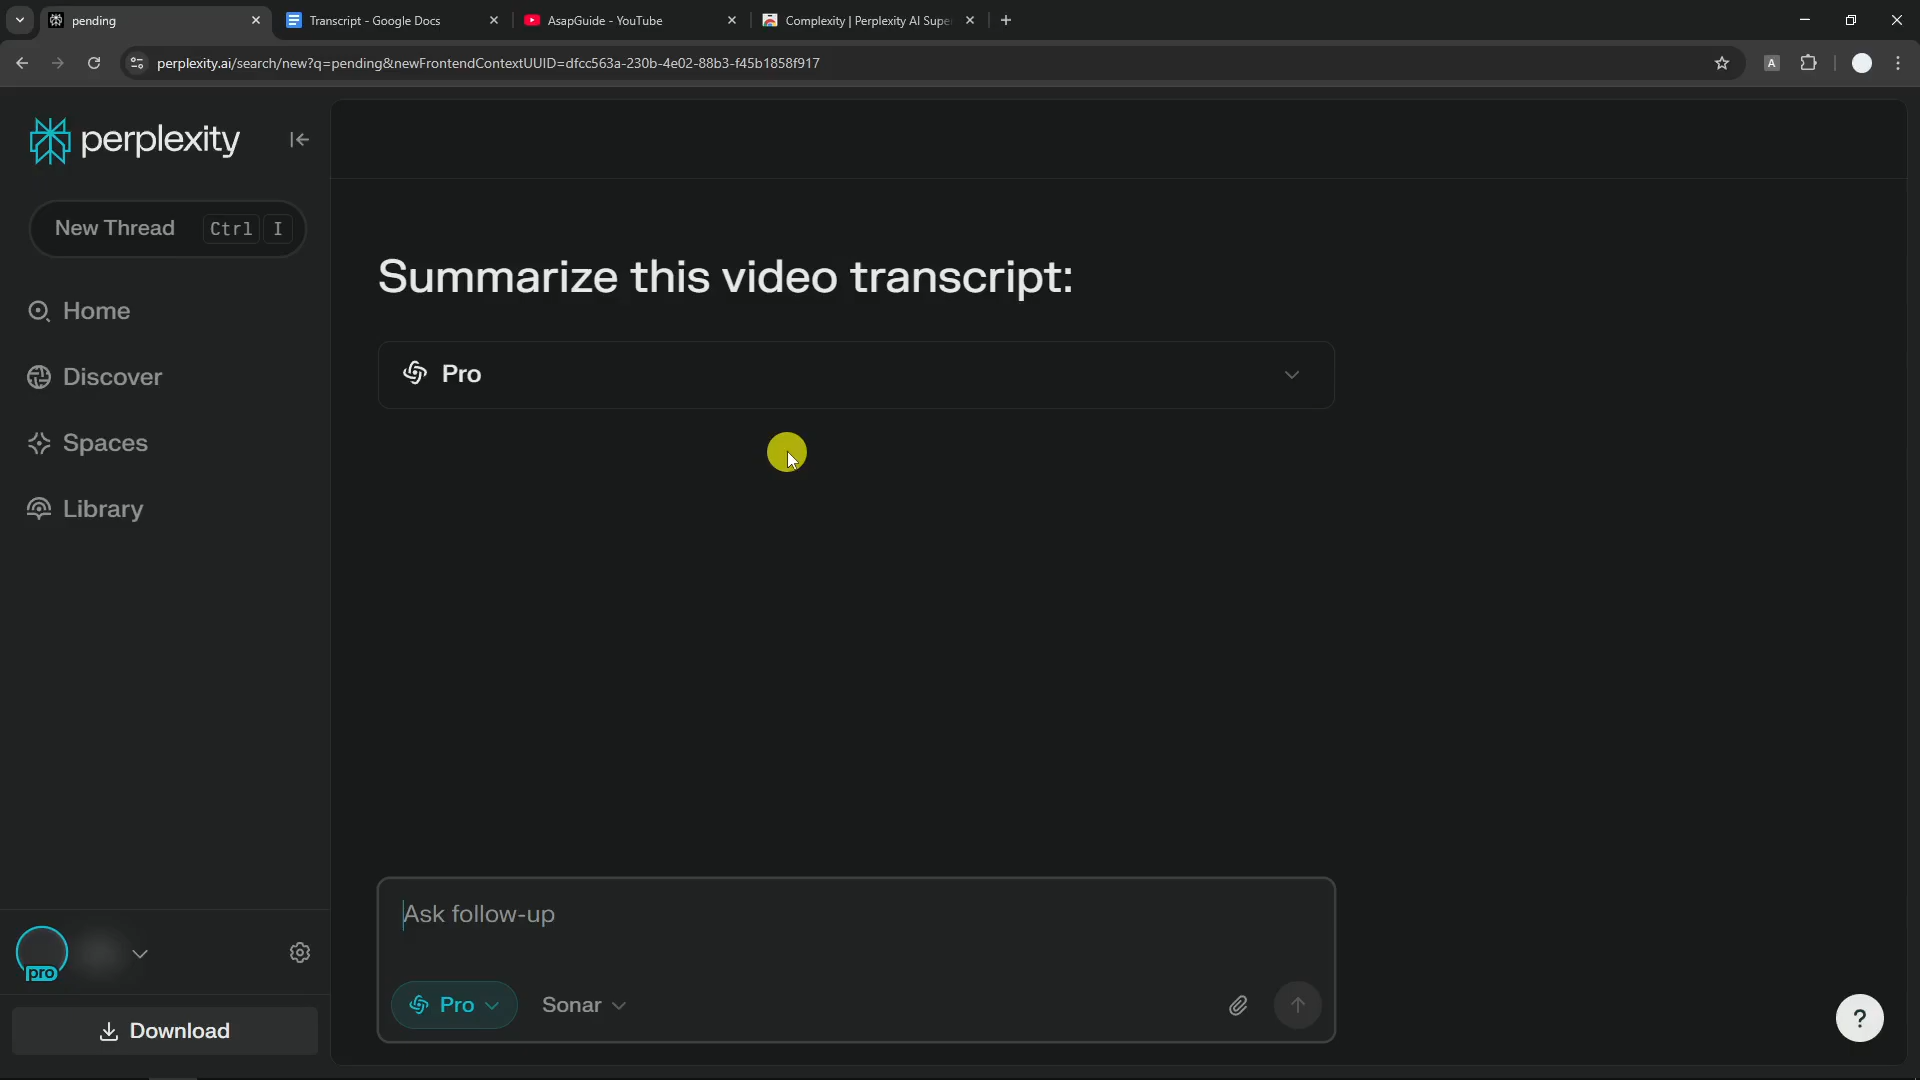 pending
Transcript - Google Docs
AsapGuide - YouTube
Complexity | Perplexity AI Supe
perplexity.ai/search/new?q=pending&newFrontendContextUUID=dfcc563a-230b-4e02-88b3-f45b1858f917
A
perplexity
New Thread Ctrl I
Home
Discover
Spaces
Library
pro
Download
Summarize this video transcript:
Pro
Ask follow-up
Pro
Sonar
?